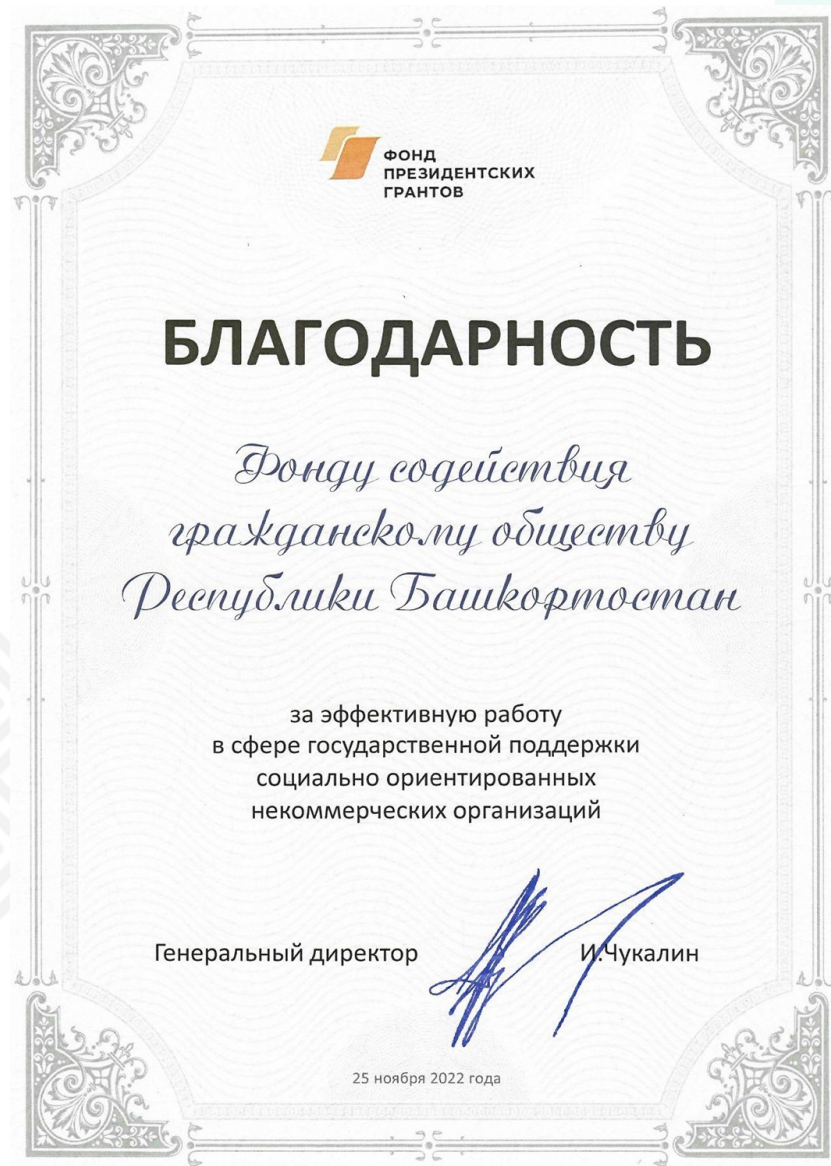 ФОНД
ПРЕЗИДЕНТСКИХ
ГРАНТОВ
БЛАГОДАРНОСТЬ
Фонду содействия
гражданскому обществу
Республики Башкортостан
за эффективную работу
в сфере государственной поддержки
социально ориентированных
некоммерческих организаций
Генеральный директор И.Чукалин
25 ноября 2022 года